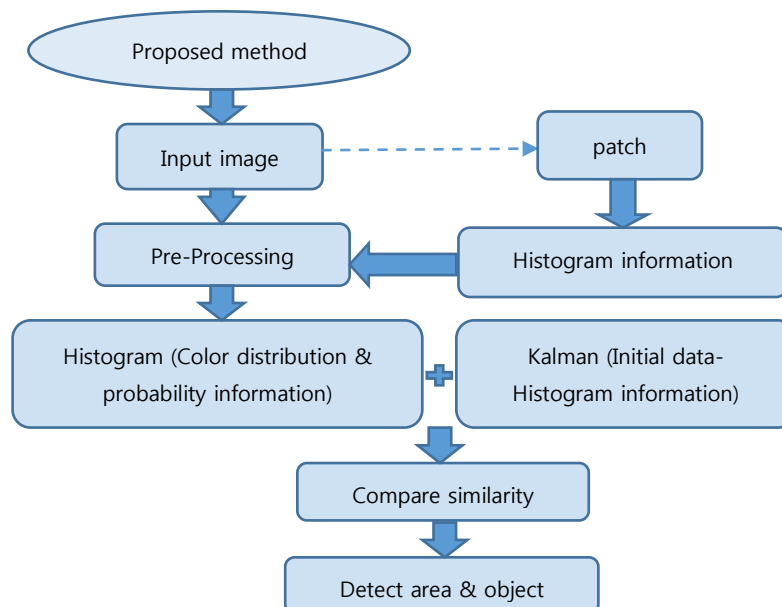 Proposed method
Input image
patch
Pre-Processing
Histogram information
Histogram (Color distribution &
probability information)
Kalman (Initial data-
Histogram information)
Compare similarity
Detect area & object